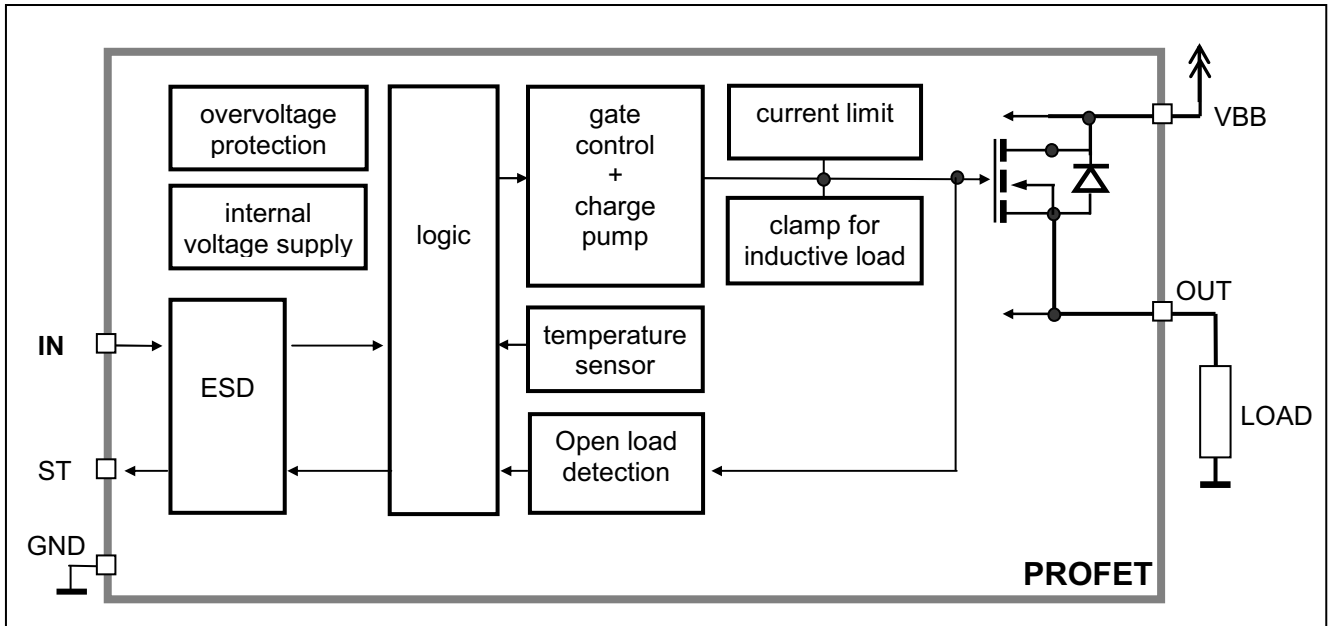 overvoltage
protection
internal
voltage supply
logic
gate
control
+
charge
pump
current limit
clamp for
inductive load
VBB
OUT
IN
ESD
temperature
sensor
LOAD
ST
Open load
detection
GND
PROFET